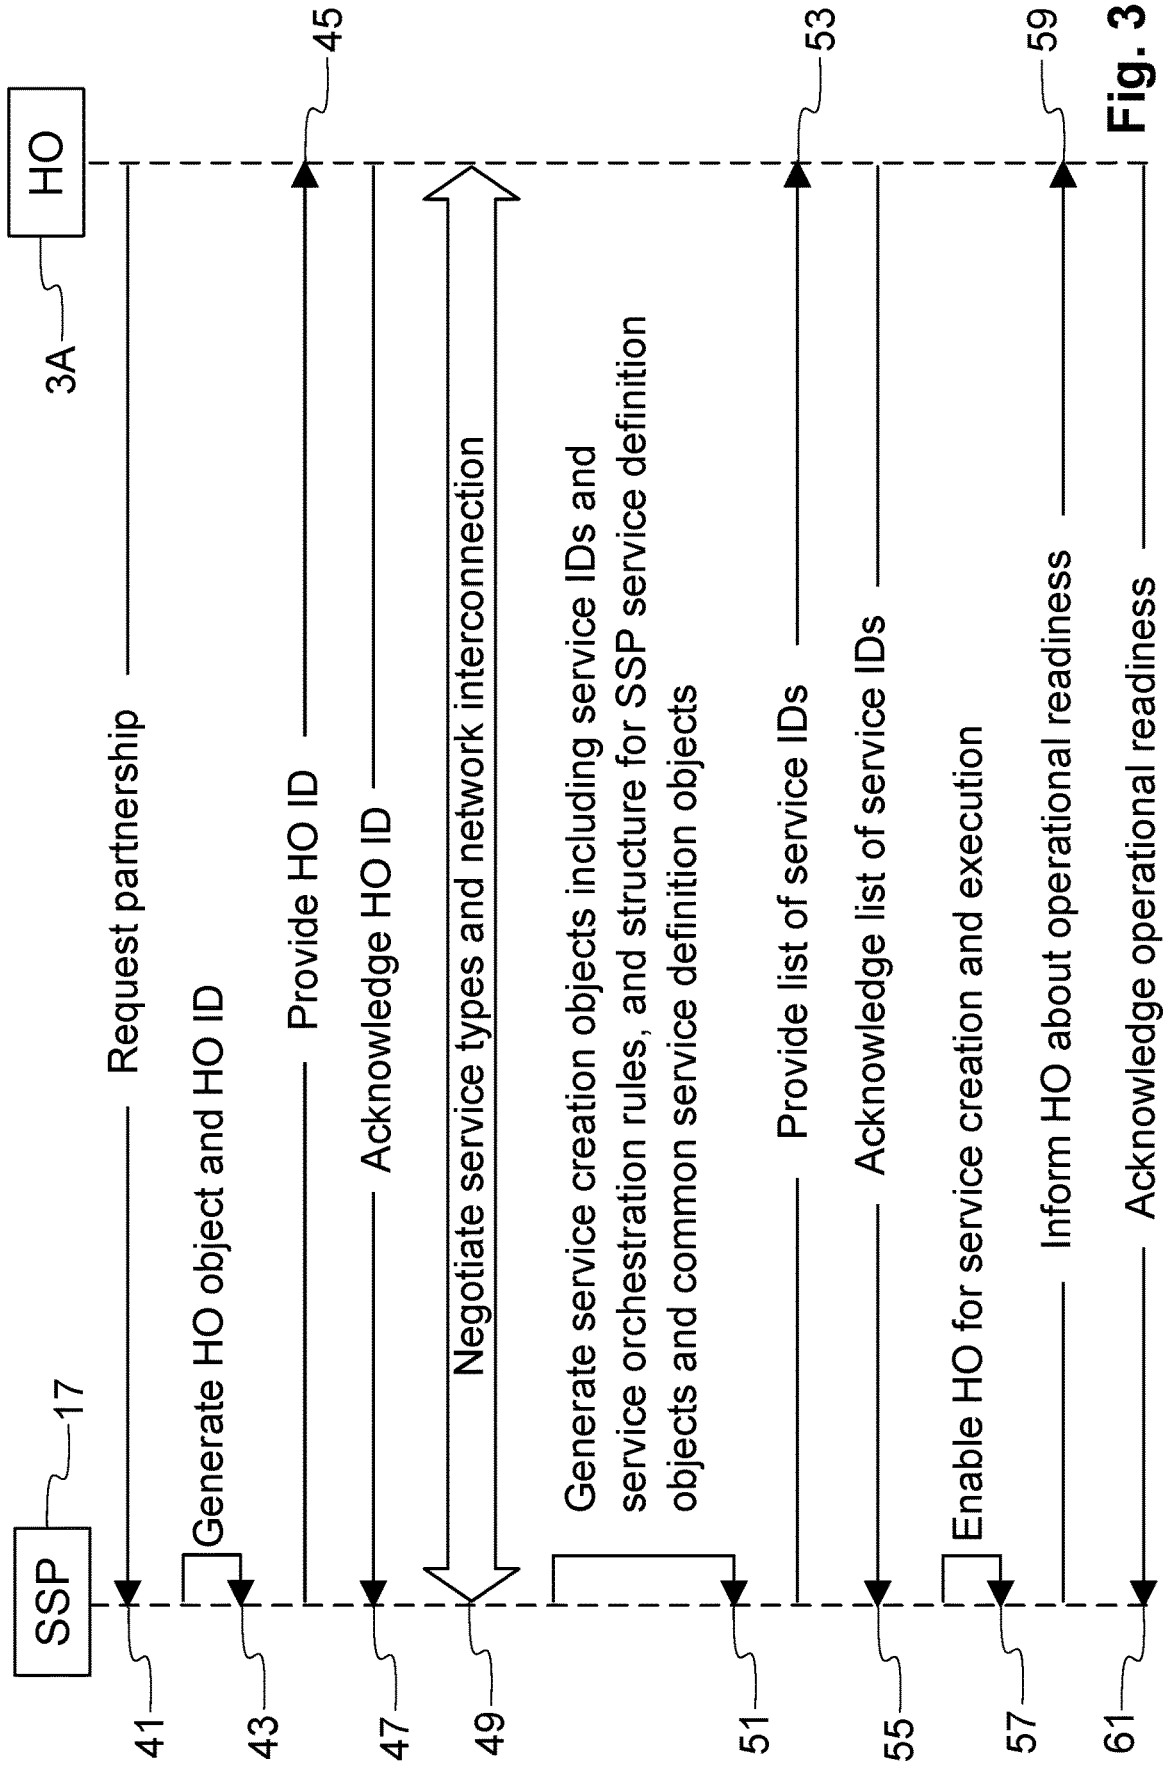 SSP
17
HO
3A
Request partnership
41
Generate HO object and HO ID
43
Provide HO ID
45
Acknowledge HO ID
47
Negotiate service types and network interconnection
49
Generate service creation objects including service IDs and
service orchestration rules, and structure for SSP service definition
objects and common service definition objects
51
Provide list of service IDs
53
Acknowledge list of service IDs
55
Enable HO for service creation and execution
57
Inform HO about operational readiness
59
Acknowledge operational readiness
61
Fig. 3